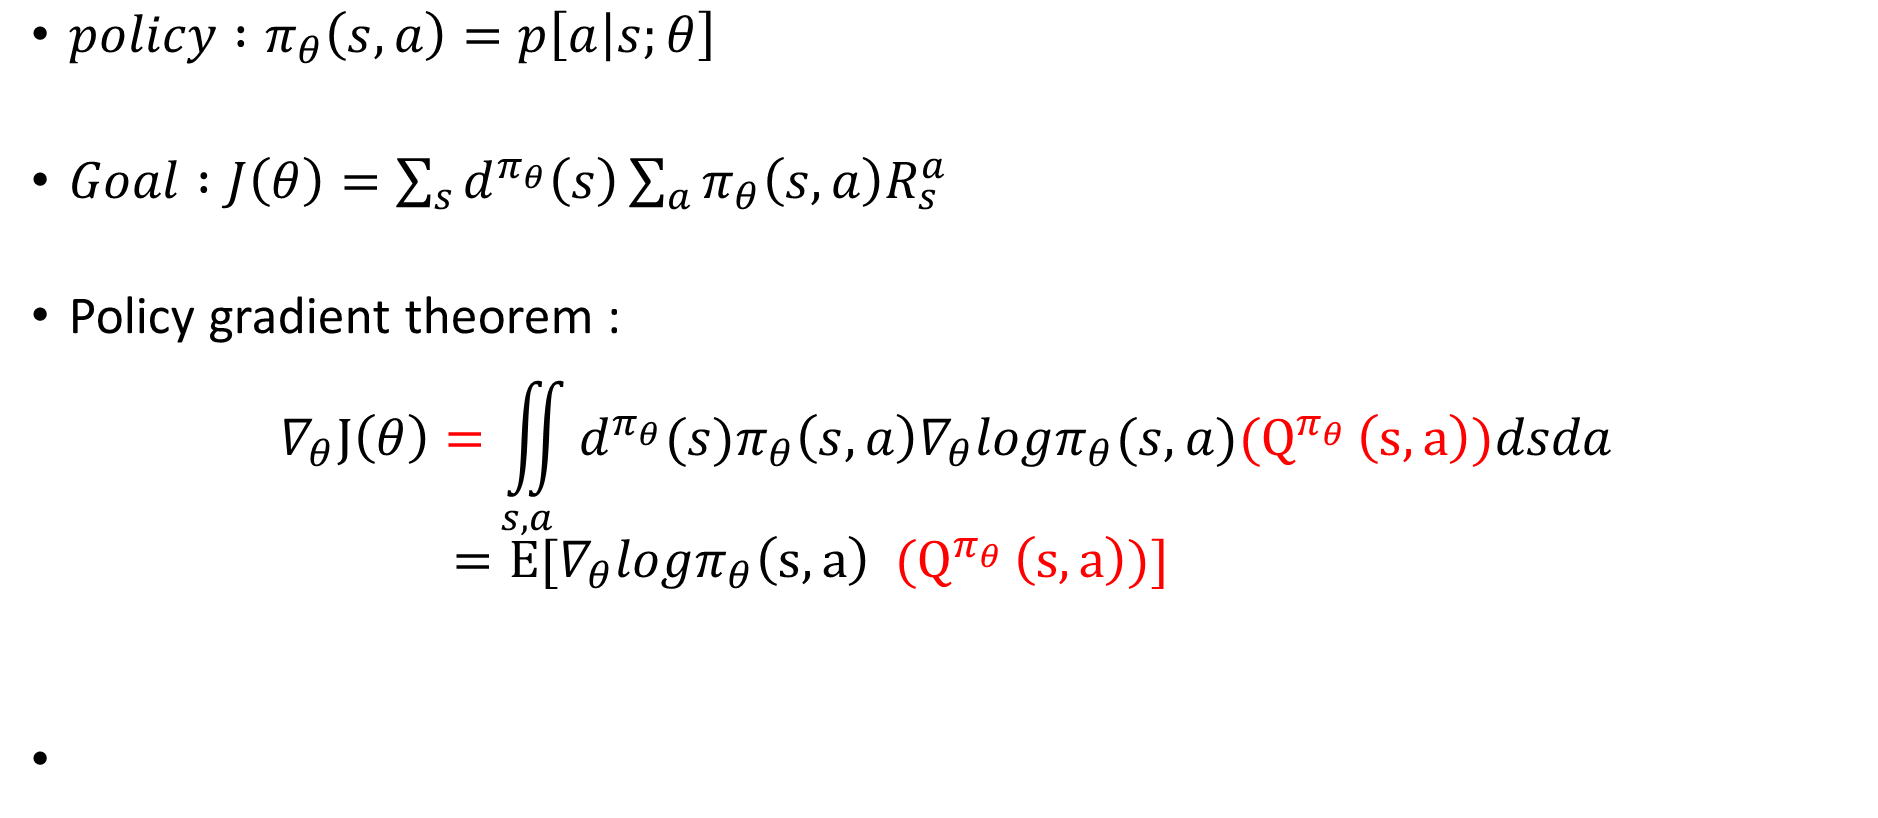 • policy : π_θ(s, a) = p[a|s; θ]
• Goal : J(θ) = ∑_s d^{π_θ}(s) ∑_a π_θ(s, a)R_s^a
• Policy gradient theorem :
∇_θJ(θ) = ∬_{s,a} d^{π_θ}(s)π_θ(s, a)∇_θlogπ_θ(s, a)(Q^{π_θ} (s, a))dsda
= E[∇_θlogπ_θ(s, a) (Q^{π_θ} (s, a))]
•